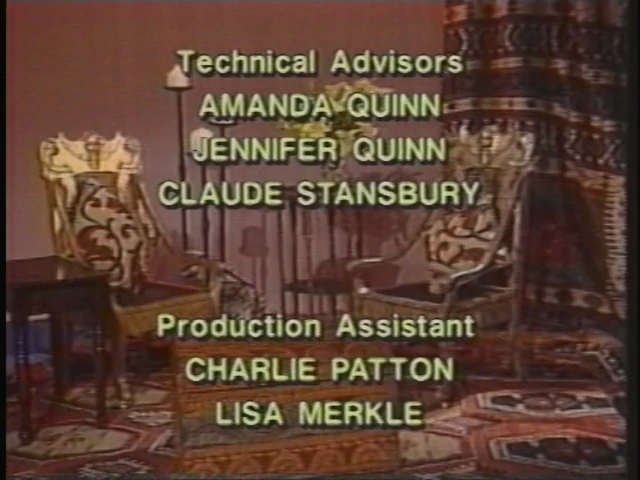 Technical Advisors
AMANDA QUINN
JENNIFER QUINN
CLAUDE STANSBURY
Production Assistant
CHARLIE PATTON
LISA MERKLE